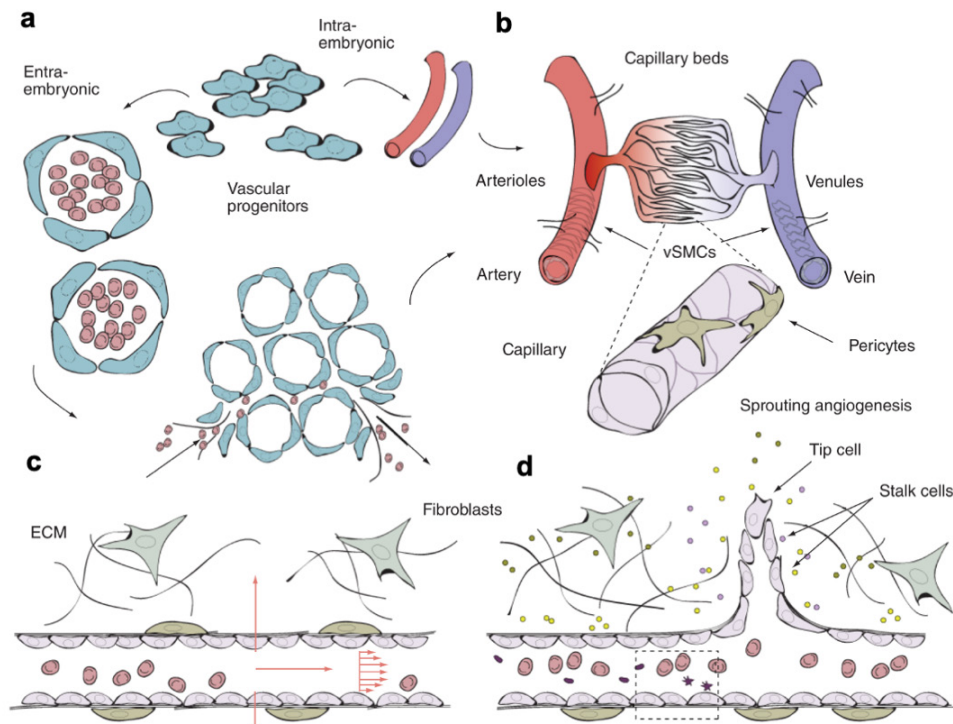 a
Intra-
embryonic
Entra-
embryonic
Vascular
progenitors
b
Capillary beds
Arterioles
Venules
vSMCs
Artery
Vein
Capillary
Pericytes
c
ECM
Fibroblasts
d
Sprouting angiogenesis
Tip cell
Stalk cells